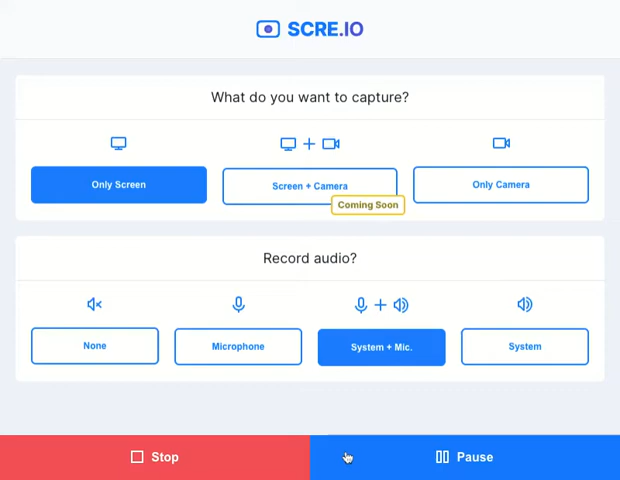 SCRE.IO
What do you want to capture?
Only Screen
Screen + Camera
Only Camera
Coming Soon
Record audio?
None
Microphone
System + Mic.
System
Stop
Pause